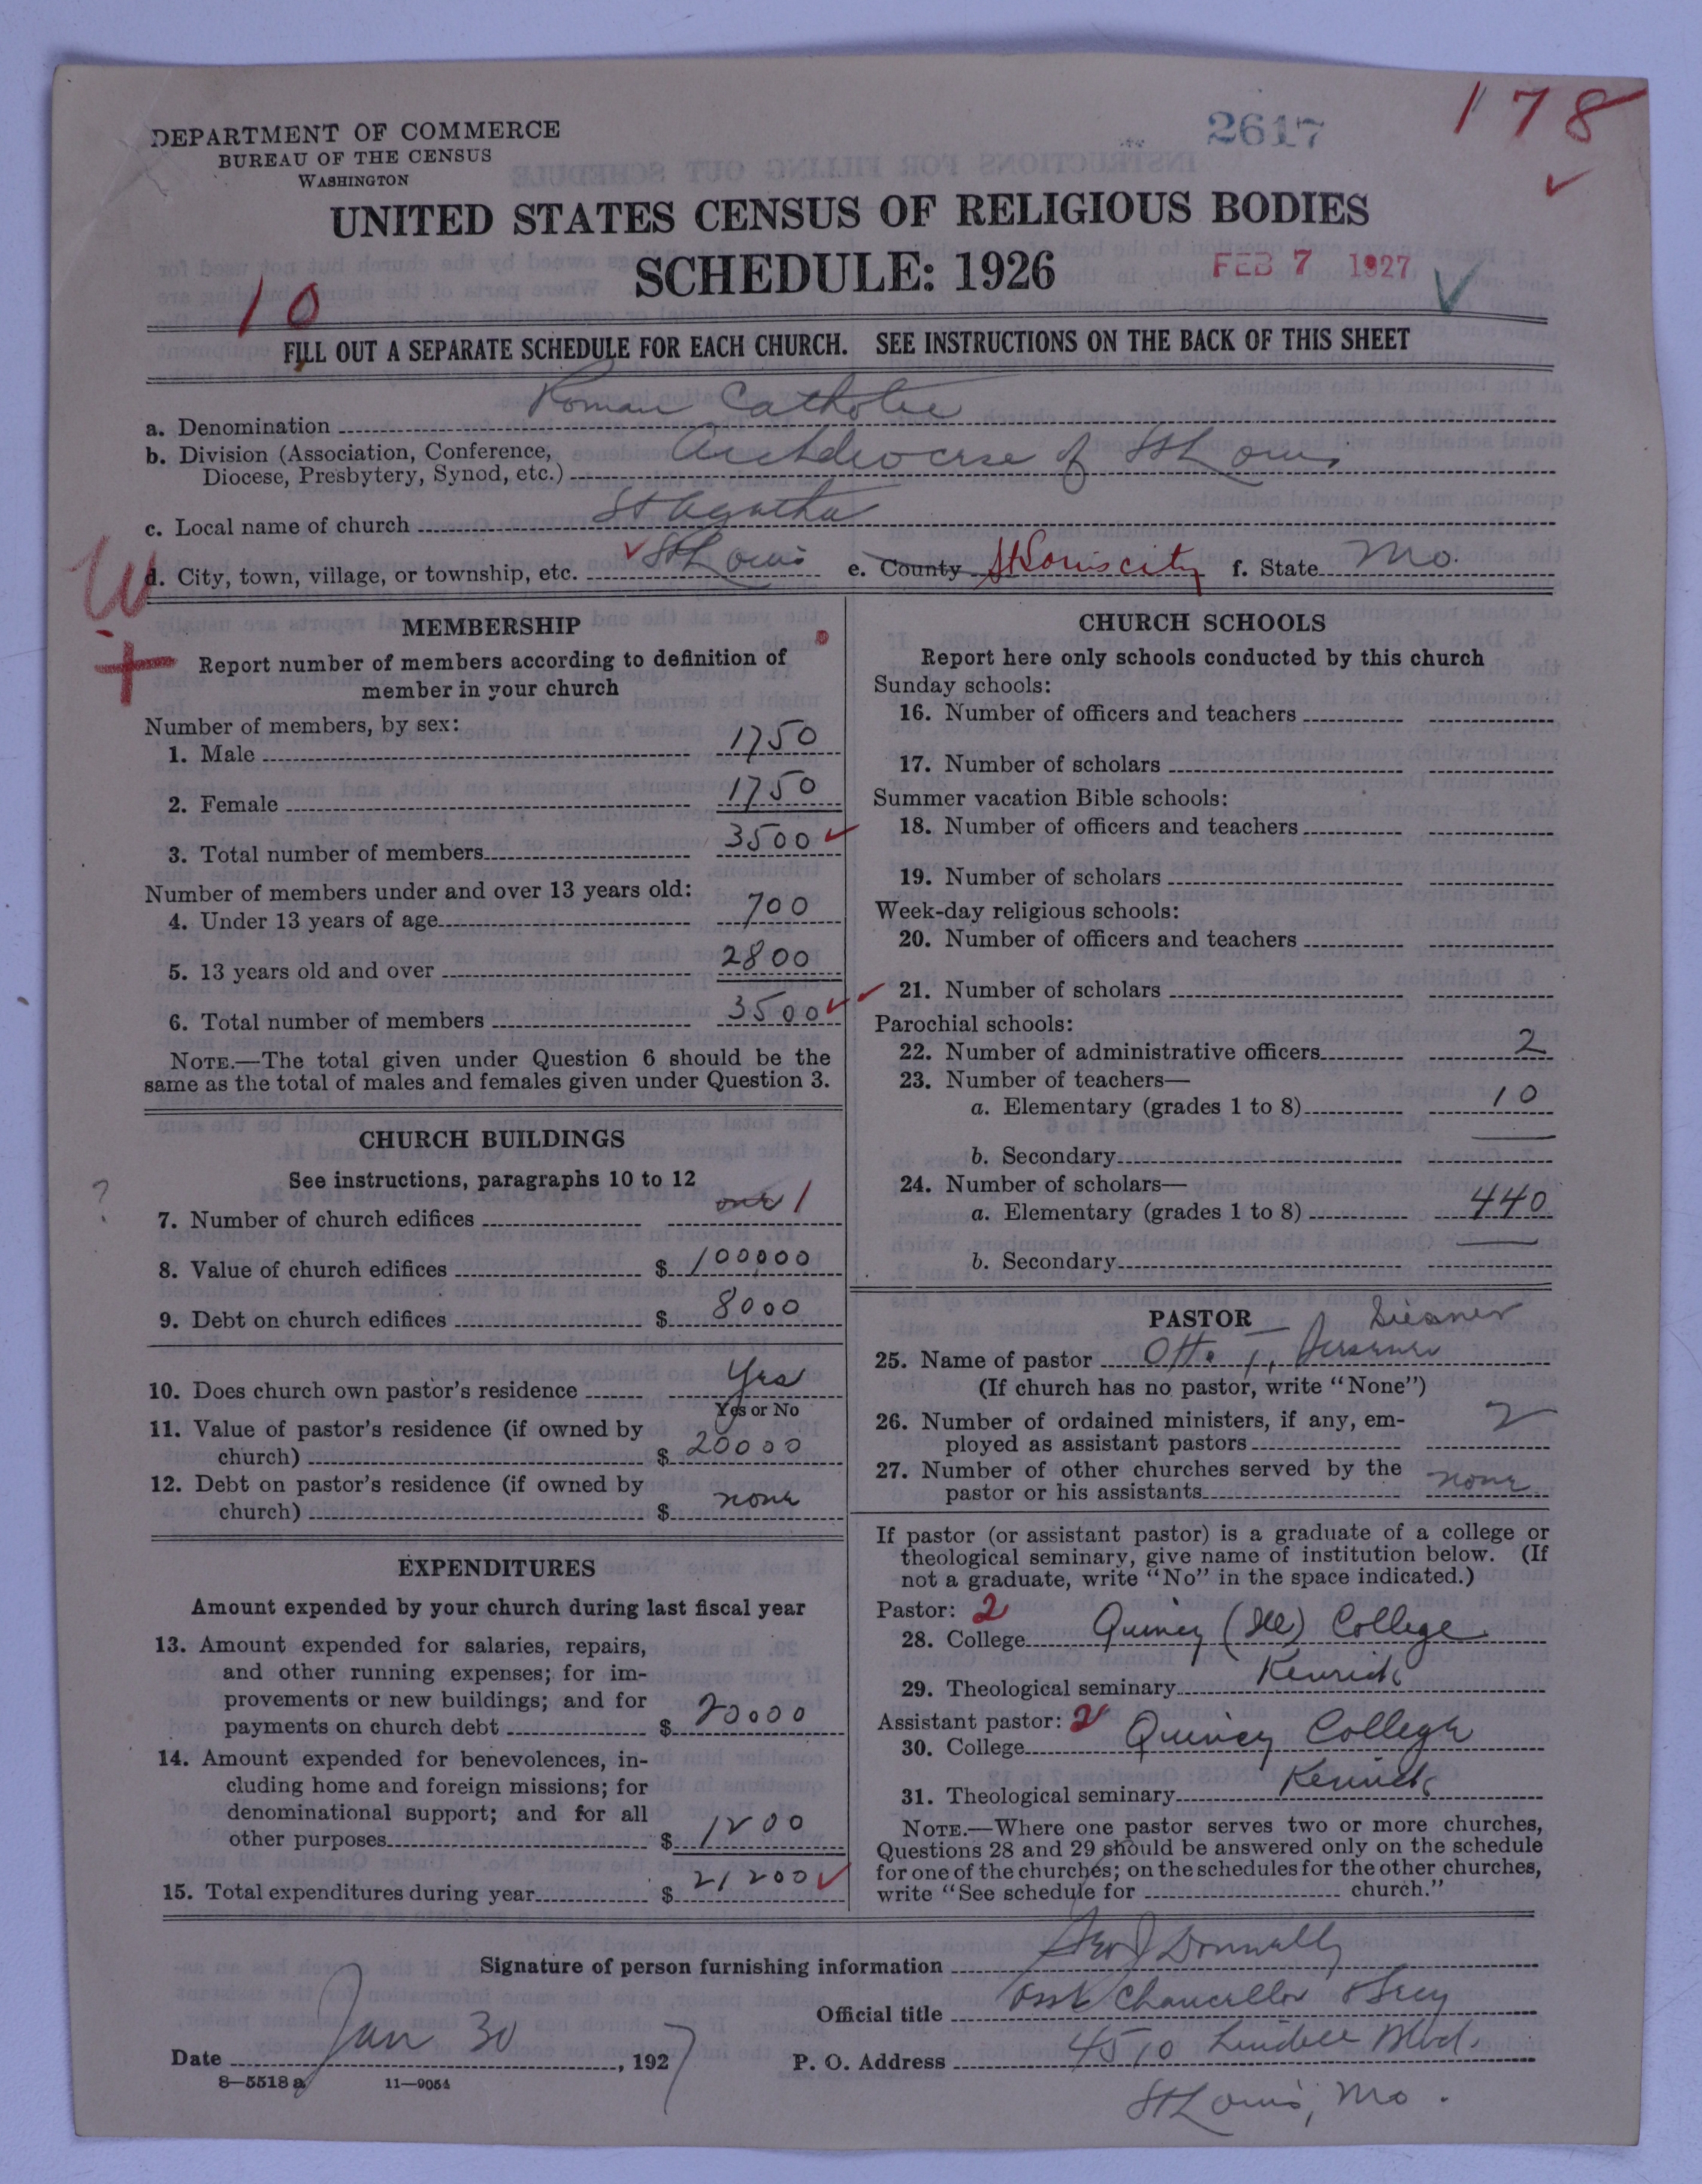 DEPARTMENT OF COMMERCE
BUREAU OF THE CENSUS
WASHINGTON
2617
178
UNITED STATES CENSUS OF RELIGIOUS BODIES
SCHEDULE: 1926
FEB 7 1927
10
FILL OUT A SEPARATE SCHEDULE FOR EACH CHURCH. SEE INSTRUCTIONS ON THE BACK OF THIS SHEET
a. Denomination Roman Catholic
b. Division (Association, Conference,
Diocese, Presbytery, Synod, etc.) Archdiocese of St Louis
c. Local name of church St Agatha
d. City, town, village, or township, etc. St Louis e. County St Louis city f. State Mo.
W
+
MEMBERSHIP
Report number of members according to definition of
member in your church
Number of members, by sex:
1. Male 1750
2. Female 1750
3. Total number of members 3500
Number of members under and over 13 years old:
4. Under 13 years of age 700
5. 13 years old and over 2800
6. Total number of members 3500
NOTE.—The total given under Question 6 should be the
same as the total of males and females given under Question 3.
CHURCH BUILDINGS
See instructions, paragraphs 10 to 12
?
7. Number of church edifices one 1
8. Value of church edifices $ 100000
9. Debt on church edifices $ 8000
10. Does church own pastor's residence Yes
Yes or No
11. Value of pastor's residence (if owned by
church) $ 20000
12. Debt on pastor's residence (if owned by
church) $ none
EXPENDITURES
Amount expended by your church during last fiscal year
13. Amount expended for salaries, repairs,
and other running expenses; for im-
provements or new buildings; and for
payments on church debt $ 20000
14. Amount expended for benevolences, in-
cluding home and foreign missions; for
denominational support; and for all
other purposes $ 1200
15. Total expenditures during year $ 21200
CHURCH SCHOOLS
Report here only schools conducted by this church
Sunday schools:
16. Number of officers and teachers
17. Number of scholars
Summer vacation Bible schools:
18. Number of officers and teachers
19. Number of scholars
Week-day religious schools:
20. Number of officers and teachers
21. Number of scholars
Parochial schools:
22. Number of administrative officers 2
23. Number of teachers—
a. Elementary (grades 1 to 8) 10
b. Secondary
24. Number of scholars—
a. Elementary (grades 1 to 8) 440
b. Secondary
PASTOR
25. Name of pastor Otto J.
(If church has no pastor, write "None")
26. Number of ordained ministers, if any, em-
ployed as assistant pastors 2
27. Number of other churches served by the
pastor or his assistants none
If pastor (or assistant pastor) is a graduate of a college or
theological seminary, give name of institution below. (If
not a graduate, write "No" in the space indicated.)
Pastor: 2
28. College Quincy (Ill) College
29. Theological seminary Kenrick
Assistant pastor: 2
30. College Quincy College
31. Theological seminary Kenrick
NOTE.—Where one pastor serves two or more churches,
Questions 28 and 29 should be answered only on the schedule
for one of the churches; on the schedules for the other churches,
write "See schedule for church."
Signature of person furnishing information Geo J Donnelly
Official title Asst Chancellor & Secy
Date Jan 30, 1927 P. O. Address 4510 Lindell Blvd.
8—5518 a 11—9054
St Louis, Mo.